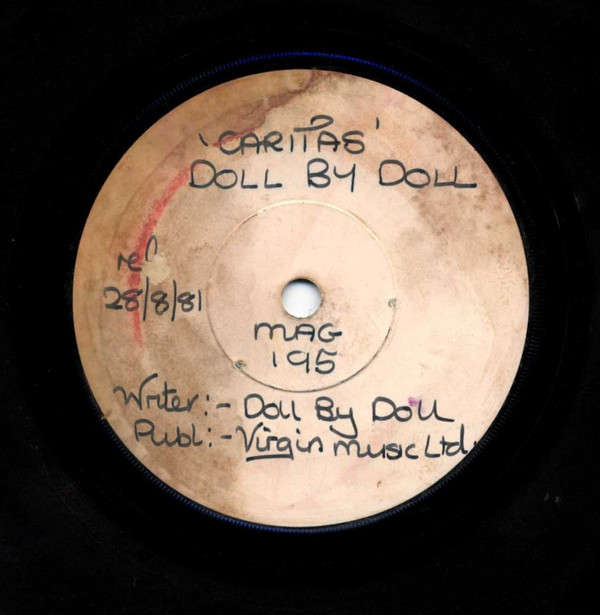 'CARITAS'
DOLL BY DOLL
rel
28/8/81
MAG
195
Writer:- Doll By Doll
Publ:- Virgin Music Ltd.